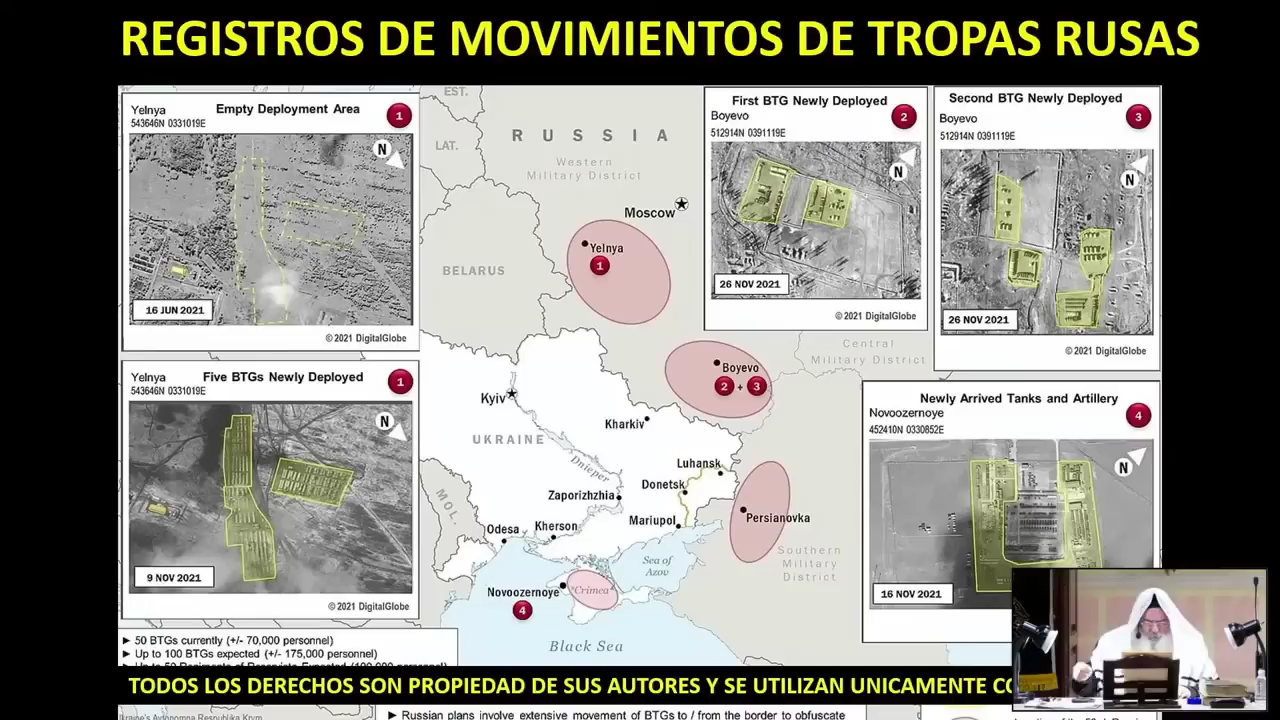 REGISTROS DE MOVIMIENTOS DE TROPAS RUSAS
Yelnya
Empty Deployment Area
1
543646N 0331019E
N
16 JUN 2021
© 2021 DigitalGlobe
Yelnya
Five BTGs Newly Deployed
1
543646N 0331019E
N
9 NOV 2021
© 2021 DigitalGlobe
EST.
RUSSIA
LAT.
Western
Military District
Moscow
Yelnya
1
BELARUS
Central
Military District
Boyevo
2 + 3
Kyiv
Kharkiv
UKRAINE
Dnieper
Luhansk
Donetsk
Zaporizhzhia
MOL.
Mariupol
Persianovka
Odesa
Kherson
Southern
Military
District
Sea of
Azov
Novoozernoye
Crimea
4
Black Sea
First BTG Newly Deployed
Boyevo
2
512914N 0391119E
N
26 NOV 2021
© 2021 DigitalGlobe
Second BTG Newly Deployed
Boyevo
3
512914N 0391119E
N
26 NOV 2021
© 2021 DigitalGlobe
Newly Arrived Tanks and Artillery
Novoozernoye
4
452410N 0330852E
N
16 NOV 2021
► 50 BTGs currently (+/- 70,000 personnel)
► Up to 100 BTGs expected (+/- 175,000 personnel)
TODOS LOS DERECHOS SON PROPIEDAD DE SUS AUTORES Y SE UTILIZAN UNICAMENTE
► Russian plans involve extensive movement of BTGs to / from the border to obfuscate